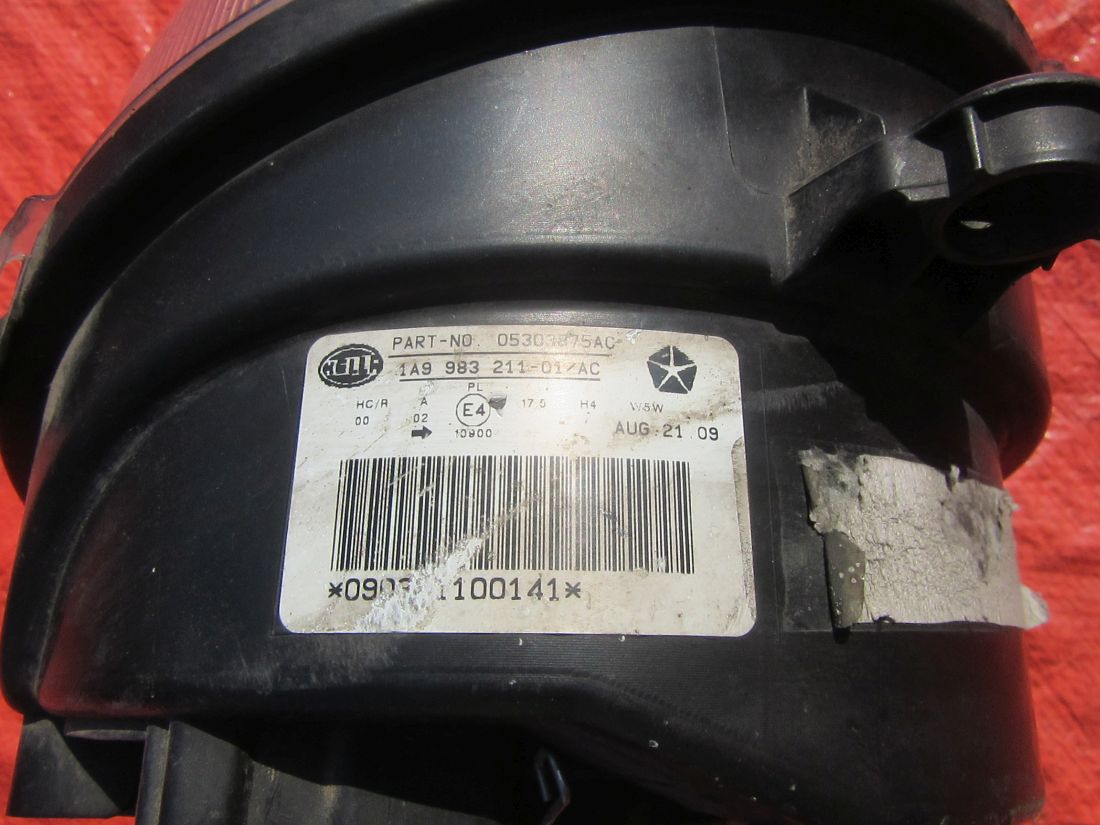 PART-NO. 05303875AC
1A9 983 211-01/AC
PL
HC/R A E4 17.5 H4 W5W
00 02
10900
AUG 21 09